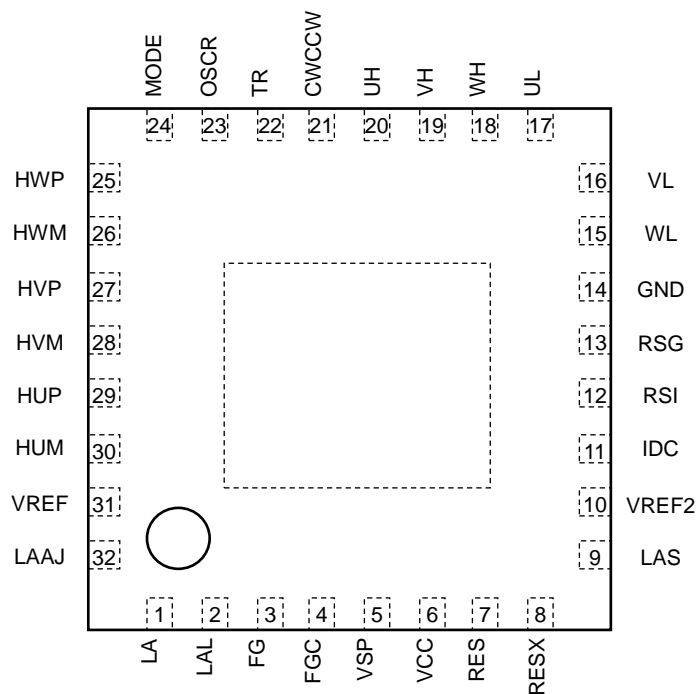 MODE
OSCR
TR
CWCCW
UH
VH
WH
UL
24
23
22
21
20
19
18
17
HWP 25
HWM 26
HVP 27
HVM 28
HUP 29
HUM 30
VREF 31
LAAJ 32
16 VL
15 WL
14 GND
13 RSG
12 RSI
11 IDC
10 VREF2
9 LAS
1
2
3
4
5
6
7
8
LA
LAL
FG
FGC
VSP
VCC
RES
RESX